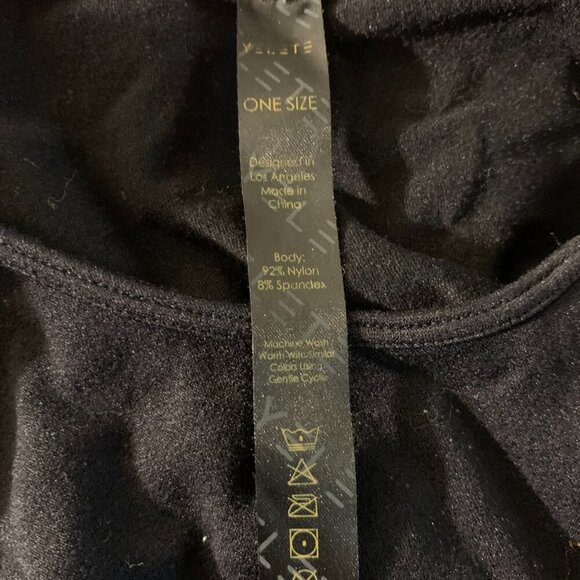 YELETE
ONE SIZE
Designed in
Los Angeles
Made in
China
Body:
92% Nylon
8% Spandex
Machine Wash
Warm With Similar
Colors Using
Gentle Cycle